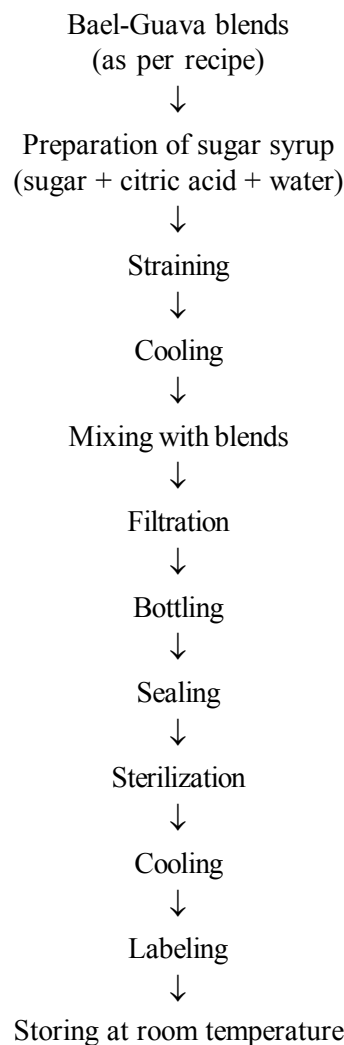 Bael-Guava blends
(as per recipe)
↓
Preparation of sugar syrup
(sugar + citric acid + water)
↓
Straining
↓
Cooling
↓
Mixing with blends
↓
Filtration
↓
Bottling
↓
Sealing
↓
Sterilization
↓
Cooling
↓
Labeling
↓
Storing at room temperature